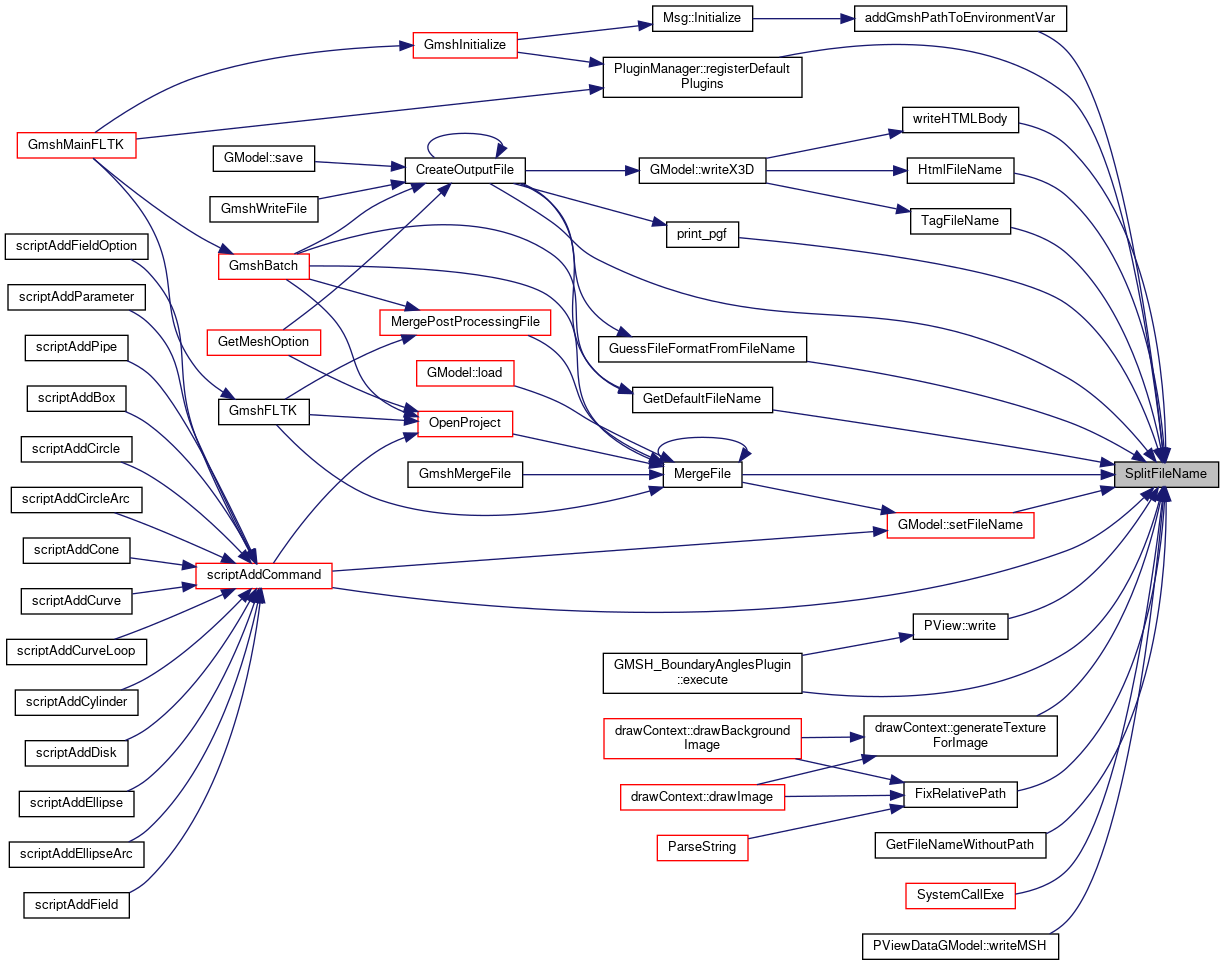 Msg::Initialize
addGmshPathToEnvironmentVar
GmshInitialize
PluginManager::registerDefault
Plugins
writeHTMLBody
GmshMainFLTK
GModel::save
CreateOutputFile
GModel::writeX3D
HtmlFileName
GmshWriteFile
TagFileName
print_pgf
scriptAddFieldOption
GmshBatch
scriptAddParameter
MergePostProcessingFile
scriptAddPipe
GetMeshOption
GuessFileFormatFromFileName
GModel::load
scriptAddBox
GmshFLTK
GetDefaultFileName
OpenProject
scriptAddCircle
GmshMergeFile
MergeFile
SplitFileName
scriptAddCircleArc
GModel::setFileName
scriptAddCone
scriptAddCommand
scriptAddCurve
PView::write
scriptAddCurveLoop
GMSH_BoundaryAnglesPlugin
::execute
scriptAddCylinder
drawContext::drawBackground
Image
drawContext::generateTexture
ForImage
scriptAddDisk
drawContext::drawImage
FixRelativePath
scriptAddEllipse
ParseString
GetFileNameWithoutPath
scriptAddEllipseArc
SystemCallExe
scriptAddField
PViewDataGModel::writeMSH